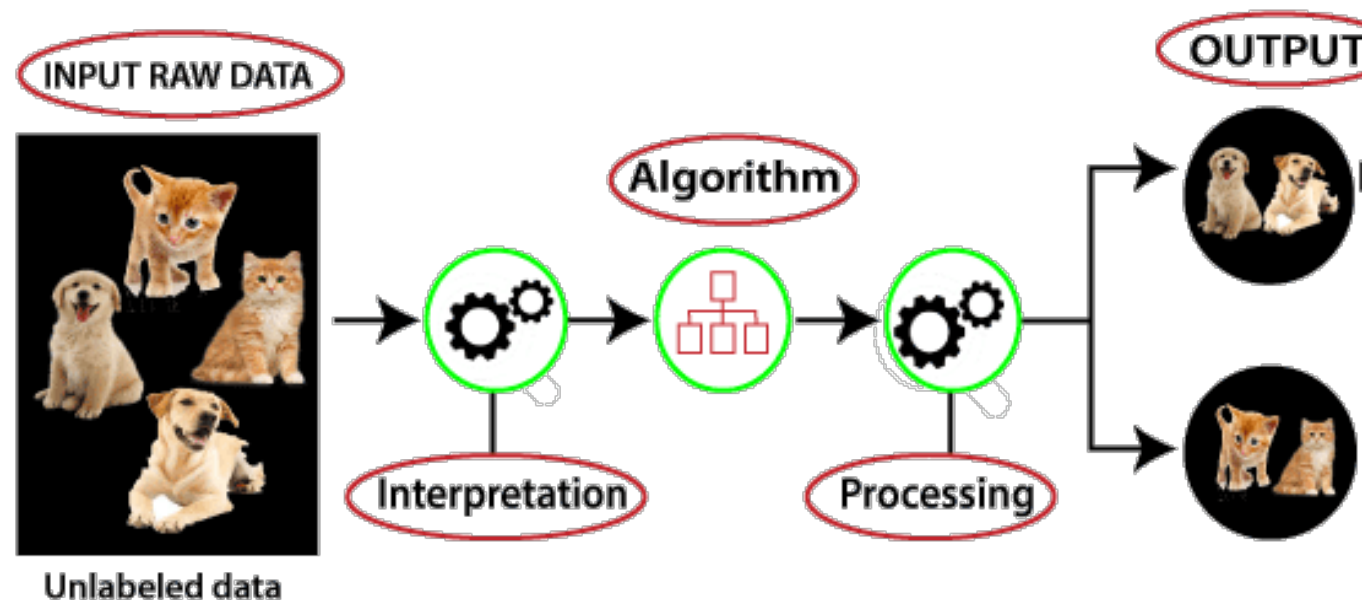 INPUT RAW DATA
OUTPUT
Algorithm
Interpretation
Processing
Unlabeled data